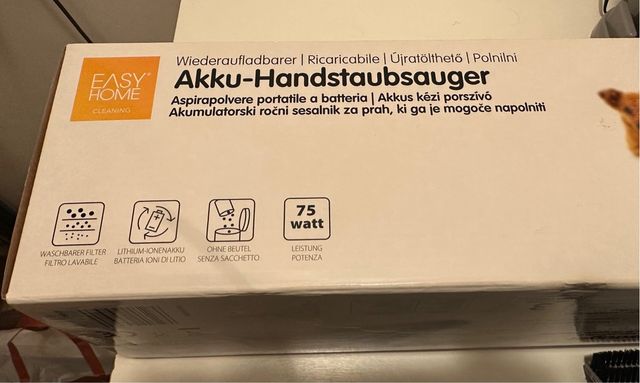 EASY
HOME
CLEANING
Wiederaufladbarer | Ricaricabile | Újratölthető | Polnilni
Akku-Handstaubsauger
Aspirapolvere portatile a batteria | Akkus kézi porszívó
Akumulatorski ročni sesalnik za prah, ki ga je mogoče napolniti
75
watt
WASCHBARER FILTER
FILTRO LAVABILE
LITHIUM-IONENAKKU
BATTERIA IONI DI LITIO
OHNE BEUTEL
SENZA SACCHETTO
LEISTUNG
POTENZA